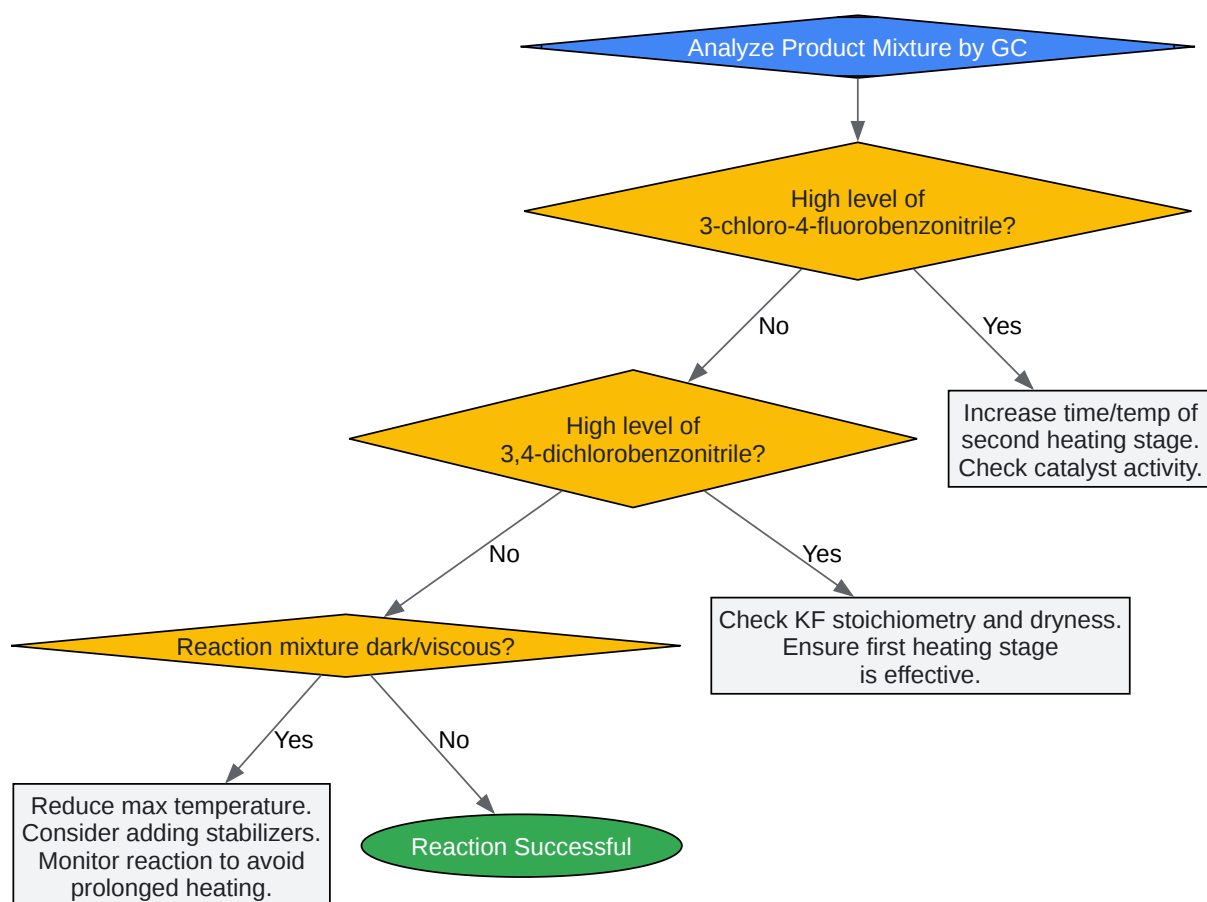 Analyze Product Mixture by GC
High level of
3-chloro-4-fluorobenzonitrile?
No
Yes
High level of
3,4-dichlorobenzonitrile?
Increase time/temp of
second heating stage.
Check catalyst activity.
No
Yes
Reaction mixture dark/viscous?
Check KF stoichiometry and dryness.
Ensure first heating stage
is effective.
Yes
No
Reduce max temperature.
Consider adding stabilizers.
Monitor reaction to avoid
prolonged heating.
Reaction Successful